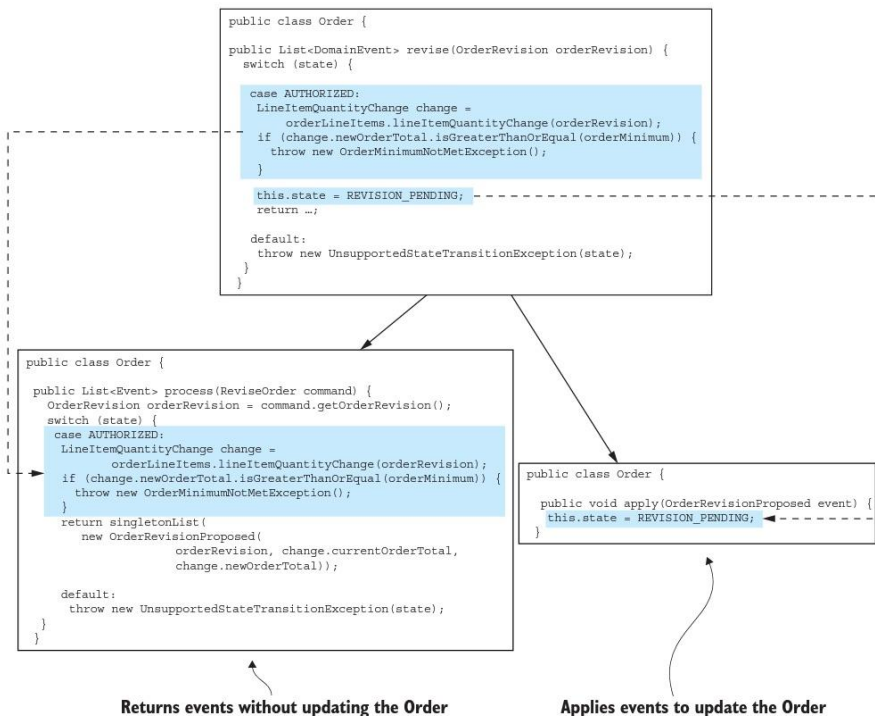 public class Order {
public List<DomainEvent> revise(OrderRevision orderRevision) {
switch (state) {
case AUTHORIZED:
LineItemQuantityChange change =
orderLineItems.lineItemQuantityChange(orderRevision);
if (change.newOrderTotal.isGreaterThanOrEqual(orderMinimum)) {
throw new OrderMinimumNotMetException();
}
this.state = REVISION_PENDING;
return …;
default:
throw new UnsupportedStateTransitionException(state);
}
}
public class Order {
public List<Event> process(ReviseOrder command) {
OrderRevision orderRevision = command.getOrderRevision();
switch (state) {
case AUTHORIZED:
LineItemQuantityChange change =
orderLineItems.lineItemQuantityChange(orderRevision);
if (change.newOrderTotal.isGreaterThanOrEqual(orderMinimum)) {
throw new OrderMinimumNotMetException();
}
return singletonList(
new OrderRevisionProposed(
orderRevision, change.currentOrderTotal,
change.newOrderTotal));
default:
throw new UnsupportedStateTransitionException(state);
}
}
public class Order {
public void apply(OrderRevisionProposed event) {
this.state = REVISION_PENDING;
}
Returns events without updating the Order
Applies events to update the Order